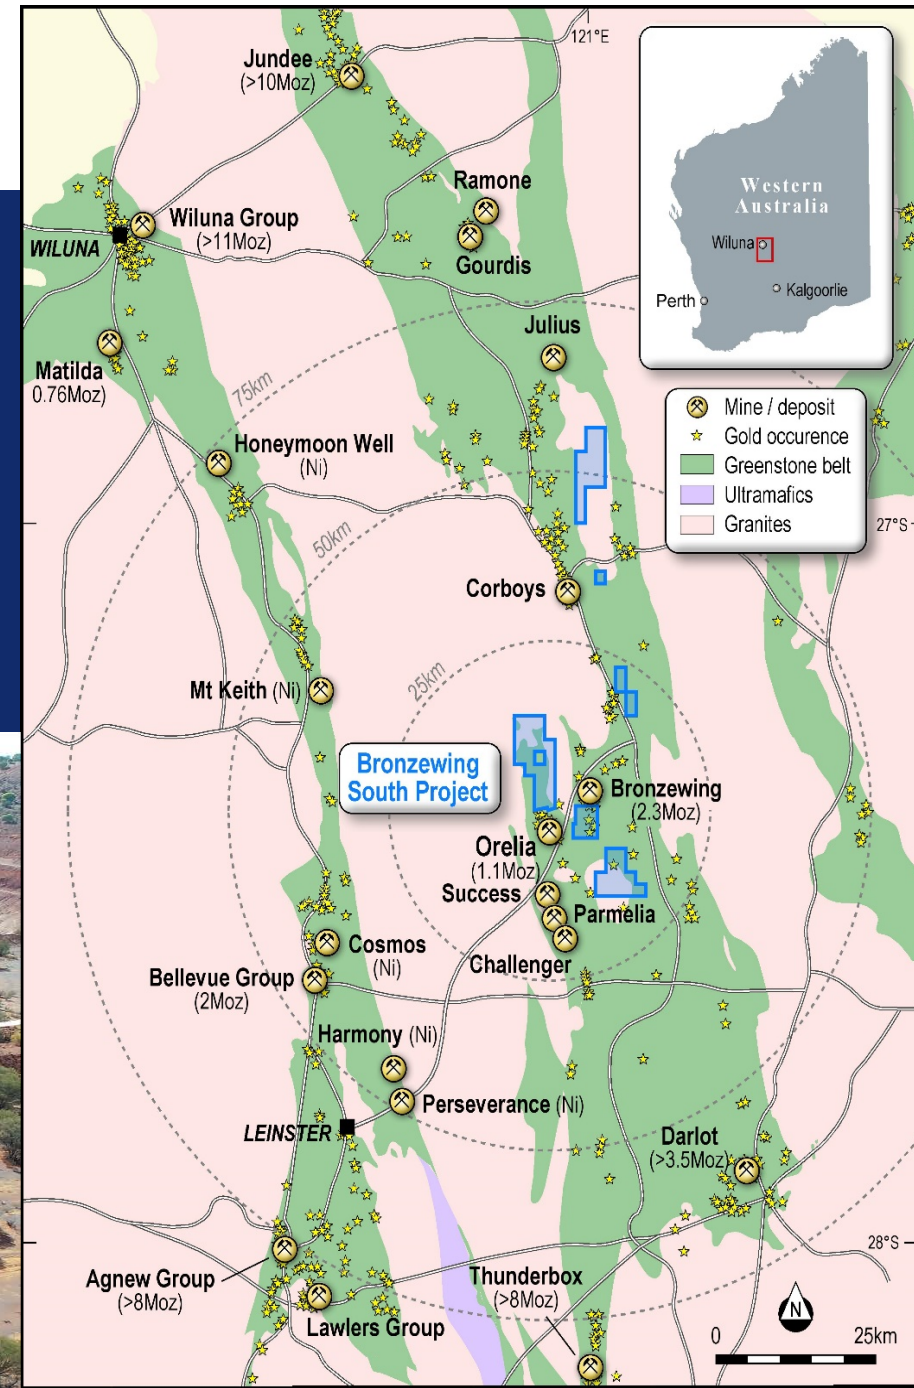 121°E
Jundee
(>10Moz)
Ramone
Gourdis
WILUNA
Wiluna Group
(>11Moz)
Julius
Matilda
0.76Moz)
75km
Honeymoon Well
(Ni)
50km
Corboys
Mt Keith (Ni)
25km
Bronzewing
South Project
Bronzewing
(2.3Moz)
Orelia
(1.1Moz)
Success
Parmelia
Challenger
Cosmos
(Ni)
Bellevue Group
(2Moz)
Harmony (Ni)
Perseverance (Ni)
LEINSTER
Darlot
(>3.5Moz)
Agnew Group
(>8Moz)
Lawlers Group
Thunderbox
(>8Moz)
Western
Australia
Wiluna
Kalgoorlie
Perth
Mine / deposit
Gold occurence
Greenstone belt
Ultramafics
Granites
27°S
28°S
N
0 25km